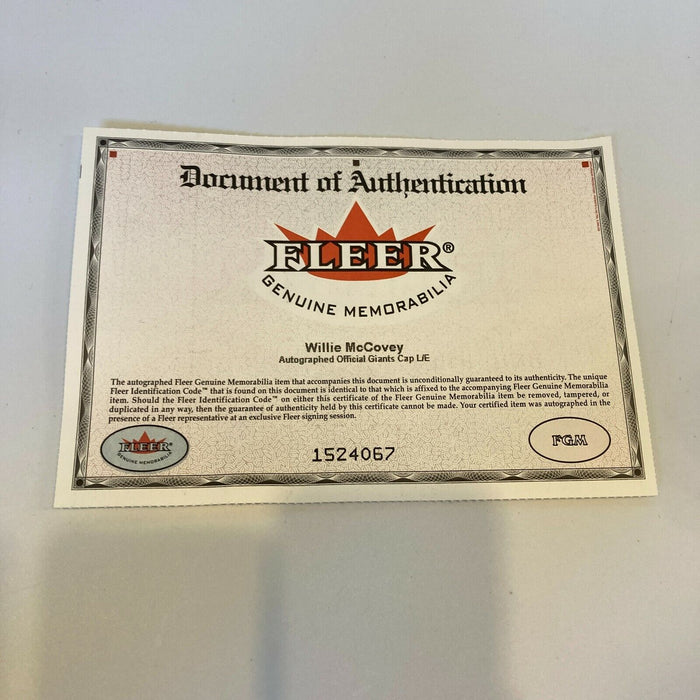 Document of Authentication
FLEER®
GENUINE MEMORABILIA
Willie McCovey
Autographed Official Giants Cap L/E
The autographed Fleer Genuine Memorabilia item that accompanies this document is unconditionally guaranteed to its authenticity. The unique
Fleer Identification Code™ that is found on this document is identical to that which is affixed to the accompanying Fleer Genuine Memorabilia
item. Should the Fleer Identification Code™ on either this certificate of the Fleer Genuine Memorabilia item be removed, tampered, or
duplicated in any way, then the guarantee of authenticity held by this certificate cannot be made. Your certified item was autographed in the
presence of a Fleer representative at an exclusive Fleer signing session.
FLEER
GENUINE MEMORABILIA
1524067
FGM